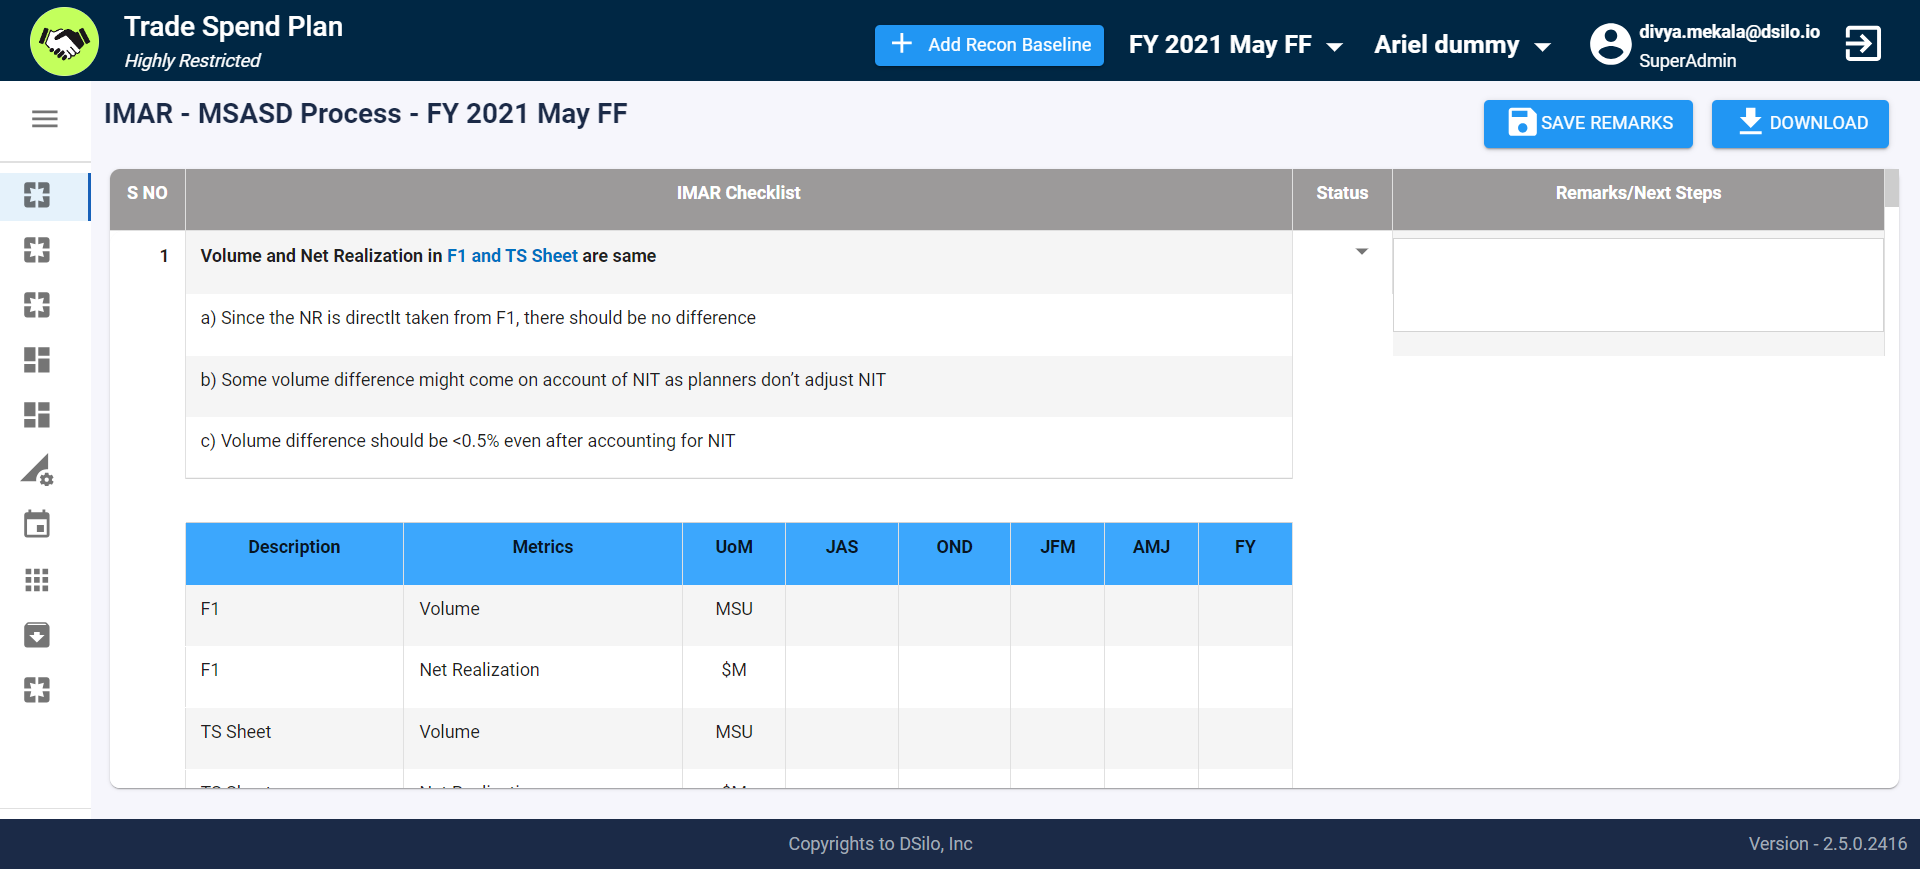 Trade Spend Plan
Highly Restricted
Add Recon Baseline
FY 2021 May FF
Ariel dummy
divya.mekala@dsilo.io
SuperAdmin
IMAR - MSASD Process - FY 2021 May FF
SAVE REMARKS
DOWNLOAD
S NO IMAR Checklist Status Remarks/Next Steps
1 Volume and Net Realization in F1 and TS Sheet are same
a) Since the NR is directlt taken from F1, there should be no difference
b) Some volume difference might come on account of NIT as planners don’t adjust NIT
c) Volume difference should be <0.5% even after accounting for NIT
Description Metrics UoM JAS OND JFM AMJ FY
F1 Volume MSU
F1 Net Realization $M
TS Sheet Volume MSU
Copyrights to DSilo, Inc
Version - 2.5.0.2416